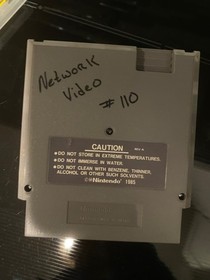 Network
Video
# 110
CAUTION
• DO NOT STORE IN EXTREME TEMPERATURES.
• DO NOT IMMERSE IN WATER.
• DO NOT CLEAN WITH BENZENE, THINNER,
ALCOHOL OR OTHER SUCH SOLVENTS.
©Nintendo 1985